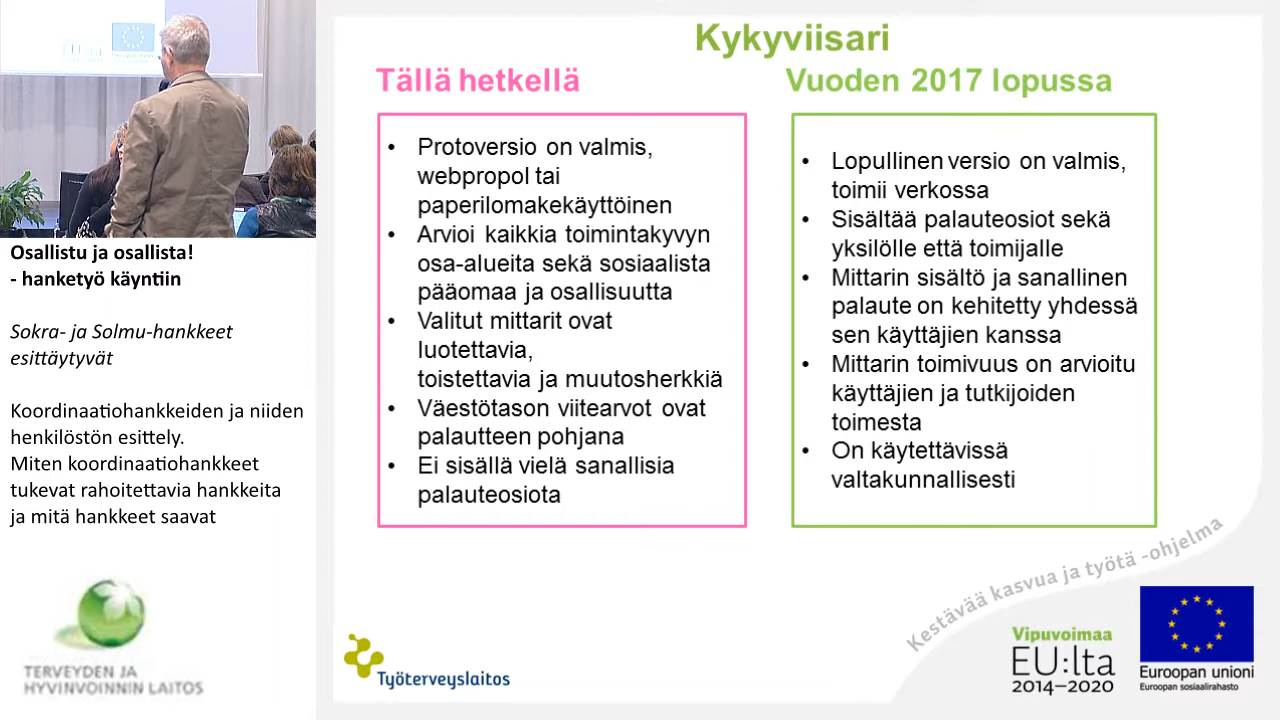 Osallistu ja osallista!
- hanketyö käyntiin
Sokra- ja Solmu-hankkeet
esittäytyvät
Koordinaatiohankkeiden ja niiden
henkilöstön esittely.
Miten koordinaatiohankkeet
tukevat rahoitettavia hankkeita
ja mitä hankkeet saavat
TERVEYDEN JA
HYVINVOINNIN LAITOS
Kykyviisari
Tällä hetkellä
• Protoversio on valmis,
webpropol tai
paperilomakekäyttöinen
• Arvioi kaikkia toimintakyvyn
osa-alueita sekä sosiaalista
pääomaa ja osallisuutta
• Valitut mittarit ovat
luotettavia,
toistettavia ja muutosherkkiä
• Väestötason viitearvot ovat
palautteen pohjana
• Ei sisällä vielä sanallisia
palauteosiota
Vuoden 2017 lopussa
• Lopullinen versio on valmis,
toimii verkossa
• Sisältää palauteosiot sekä
yksilölle että toimijalle
• Mittarin sisältö ja sanallinen
palaute on kehitetty yhdessä
sen käyttäjien kanssa
• Mittarin toimivuus on arvioitu
käyttäjien ja tutkijoiden
toimesta
• On käytettävissä
valtakunnallisesti
Kestävää kasvua ja työtä -ohjelma
Työterveyslaitos
Vipuvoimaa
EU:lta
2014–2020
Euroopan unioni
Euroopan sosiaalirahasto